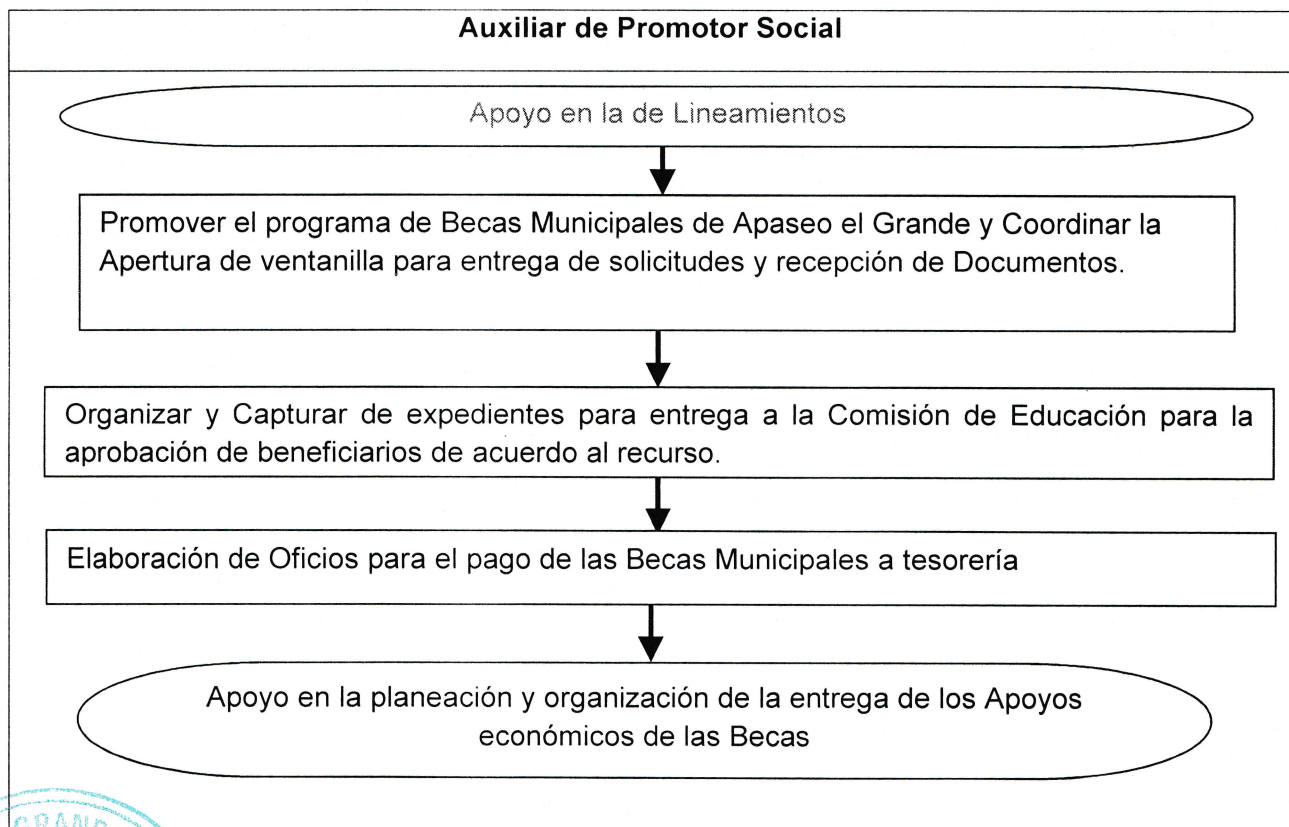 Auxiliar de Promotor Social
Apoyo en la de Lineamientos
Promover el programa de Becas Municipales de Apaseo el Grande y Coordinar la
Apertura de ventanilla para entrega de solicitudes y recepción de Documentos.
Organizar y Capturar de expedientes para entrega a la Comisión de Educación para la
aprobación de beneficiarios de acuerdo al recurso.
Elaboración de Oficios para el pago de las Becas Municipales a tesorería
Apoyo en la planeación y organización de la entrega de los Apoyos
económicos de las Becas